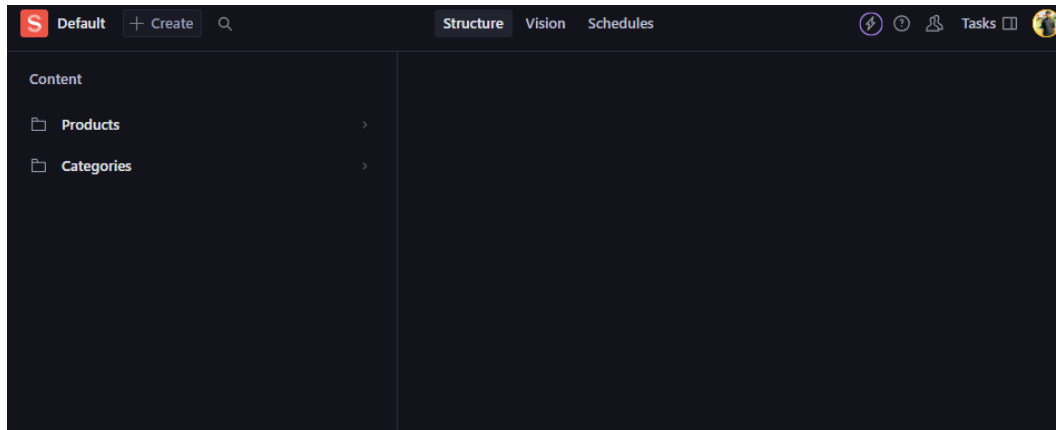 S Default + Create Structure Vision Schedules Tasks
Content
Products
Categories